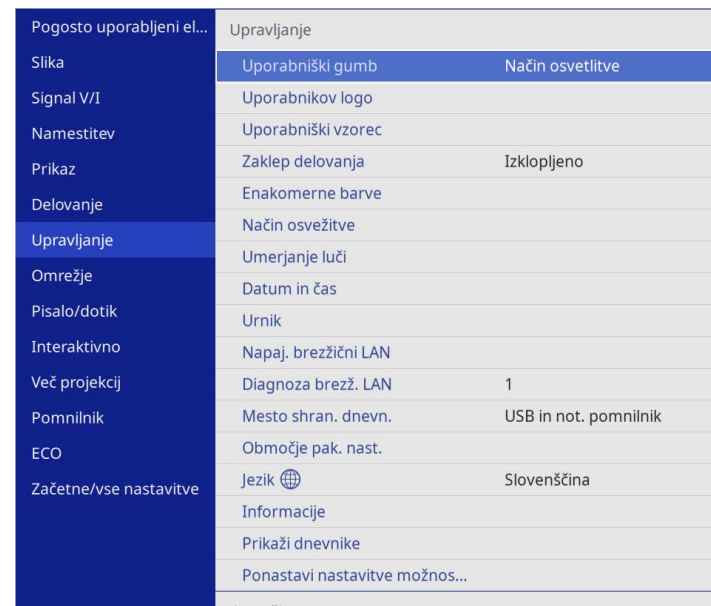 Pogosto uporabljeni el...
Slika
Signal V/I
Namestitev
Prikaz
Delovanje
Upravljanje
Omrežje
Pisalo/dotik
Interaktivno
Več projekcij
Pomnilnik
ECO
Začetne/vse nastavitve
Upravljanje
Uporabniški gumb Način osvetlitve
Uporabnikov logo
Uporabniški vzorec
Zaklep delovanja Izklopljeno
Enakomerne barve
Način osvežitve
Umerjanje luči
Datum in čas
Urnik
Napaj. brezžični LAN
Diagnoza brezž. LAN 1
Mesto shran. dnevn. USB in not. pomnilnik
Območje pak. nast.
Jezik Slovenščina
Informacije
Prikaži dnevnike
Ponastavi nastavitve možnos...